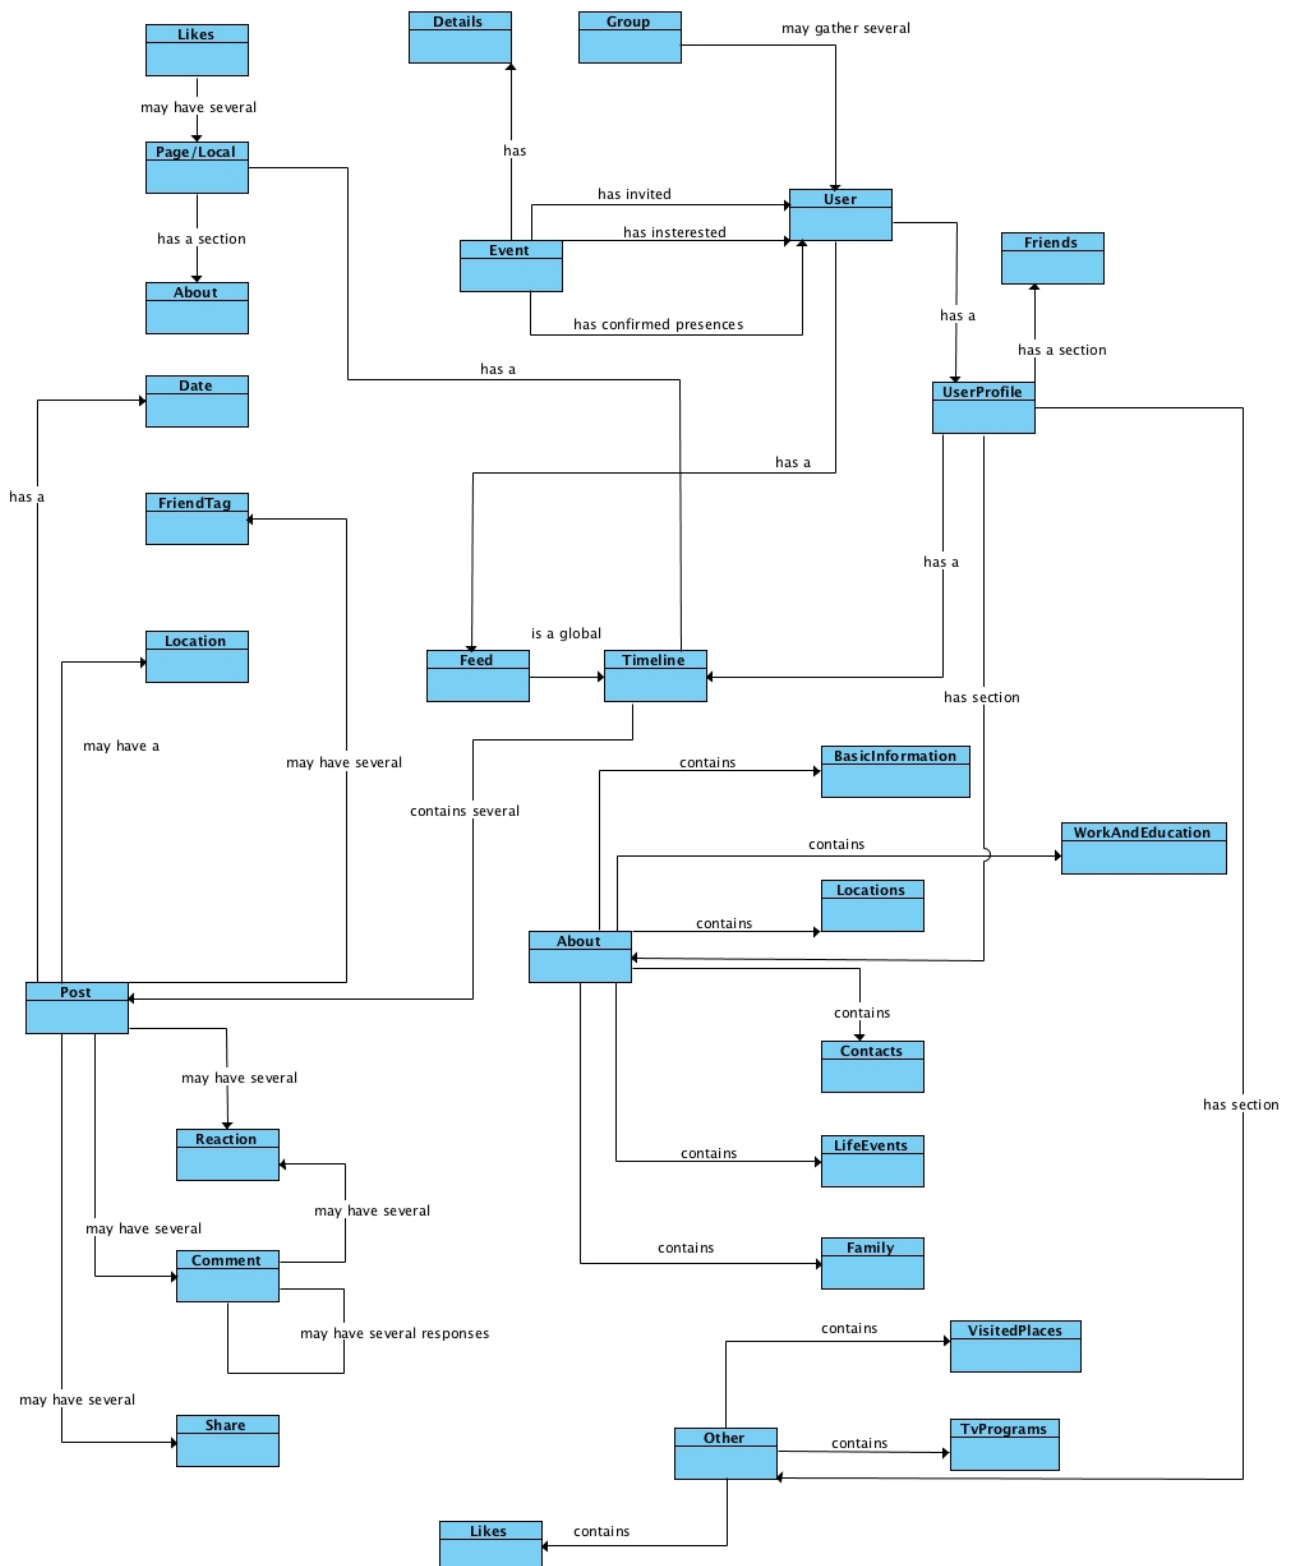 Details
Group
Likes
may gather several
may have several
Page/Local
has
has invited
User
has insterested
Event
Friends
has a section
About
has confirmed presences
has a
has a section
has a
Date
UserProfile
has a
has a
FriendTag
has a
Location
is a global
Feed
Timeline
has section
may have a
may have several
contains
BasicInformation
contains several
WorkAndEducation
contains
Locations
contains
About
Post
contains
Contacts
may have several
has section
Reaction
LifeEvents
contains
may have several
may have several
Comment
contains
Family
may have several responses
contains
VisitedPlaces
may have several
Share
Other
contains
TvPrograms
Likes
contains